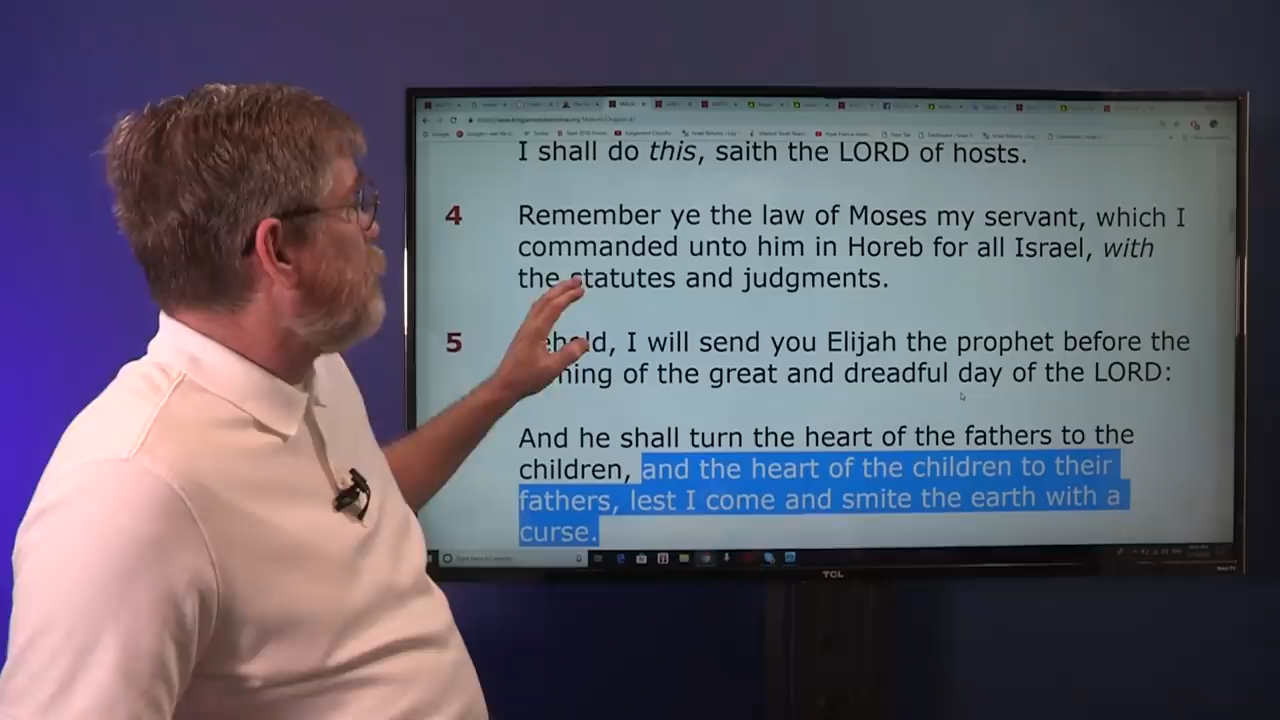 I shall do this, saith the LORD of hosts.
4 Remember ye the law of Moses my servant, which I
commanded unto him in Horeb for all Israel, with
the statutes and judgments.
5 ehold, I will send you Elijah the prophet before the
ming of the great and dreadful day of the LORD:
And he shall turn the heart of the fathers to the
children, and the heart of the children to their
fathers, lest I come and smite the earth with a
curse.
TCL